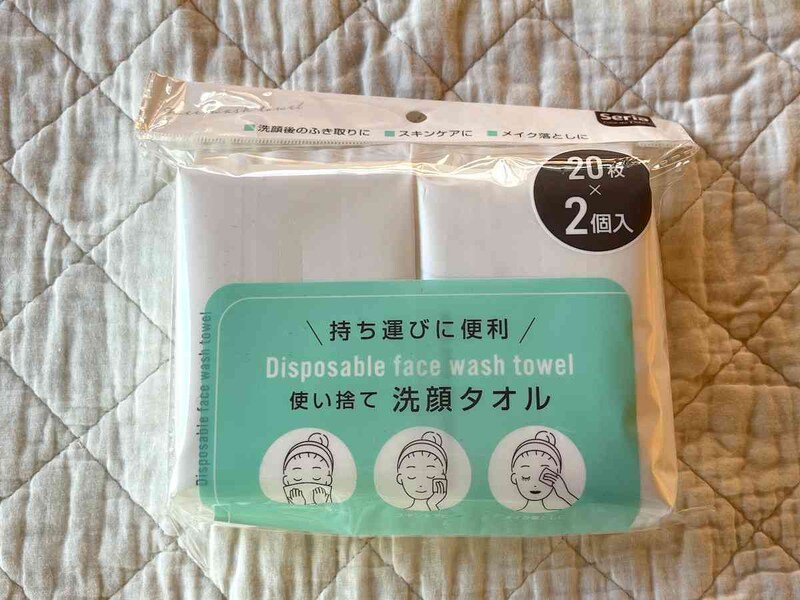 Seria
■洗顔後のふき取りに ■スキンケアに ■メイク落としに
20枚
×
2個入
\ 持ち運びに便利 /
Disposable face wash towel
使い捨て 洗顔タオル
Disposable face wash towel